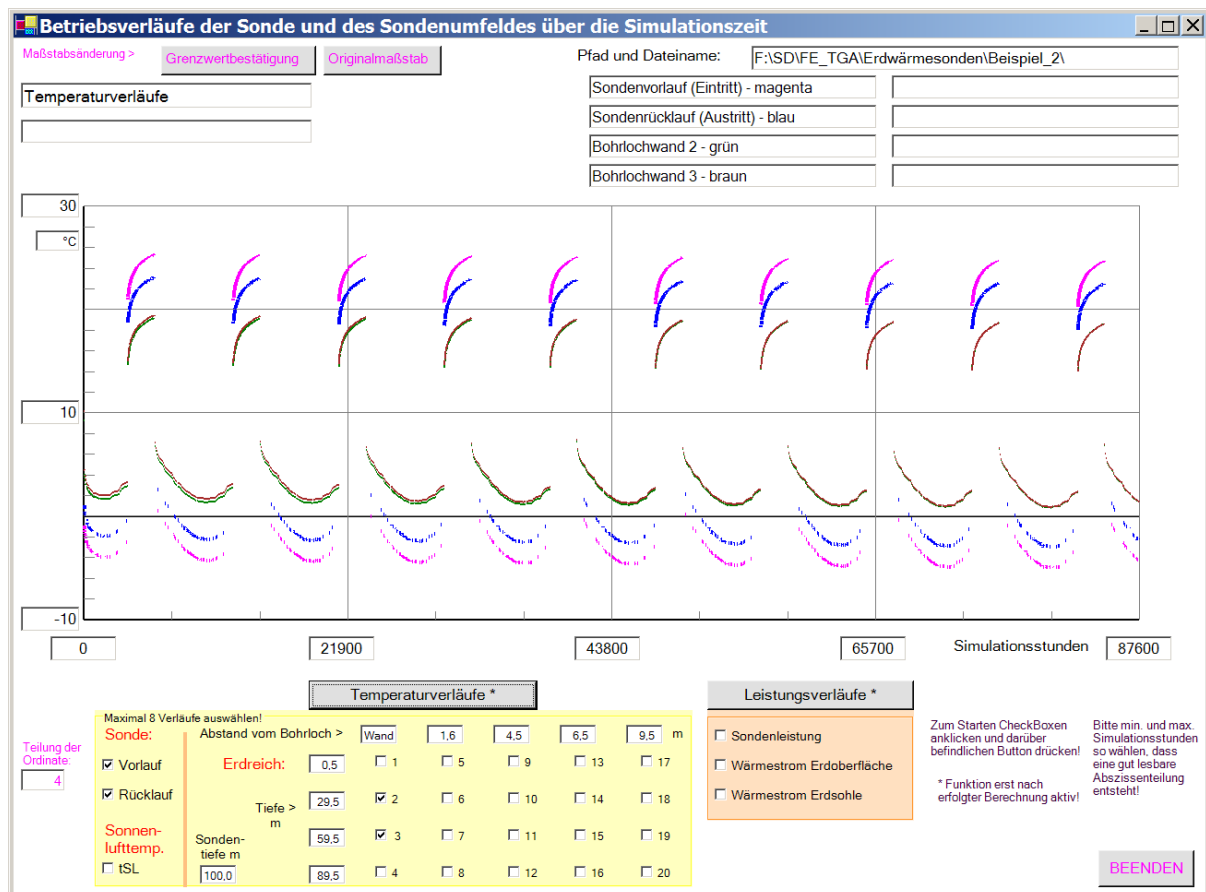 Betriebsverläufe der Sonde und des Sondenumfeldes über die Simulationszeit
Maßstabsänderung >
Grenzwertbestätigung
Originalmaßstab
Pfad und Dateiname:
F:\SD\FE_TGA\Erdwärmesonden\Beispiel_2\
Temperaturverläufe
Sondenvorlauf (Eintritt) - magenta
Sondenrücklauf (Austritt) - blau
Bohrlochwand 2 - grün
Bohrlochwand 3 - braun
30
°C
10
-10
0
21900
43800
65700
Simulationsstunden
87600
Temperaturverläufe *
Leistungsverläufe *
Teilung der
Ordinate:
4
Maximal 8 Verläufe auswählen!
Sonde:
Vorlauf
Rücklauf
Sonnen-
lufttemp.
tSL
Abstand vom Bohrloch >
Wand
1,6
4,5
6,5
9,5
m
Erdreich:
0,5
1
5
9
13
17
Tiefe >
m
29,5
2
6
10
14
18
Sonden-
tiefe m
59,5
3
7
11
15
19
100,0
89,5
4
8
12
16
20
Sondenleistung
Wärmestrom Erdoberfläche
Wärmestrom Erdsohle
Zum Starten CheckBoxen
anklicken und darüber
befindlichen Button drücken!
* Funktion erst nach
erfolgter Berechnung aktiv!
Bitte min. und max.
Simulationsstunden
so wählen, dass
eine gut lesbare
Abszissenteilung
entsteht!
BEENDEN